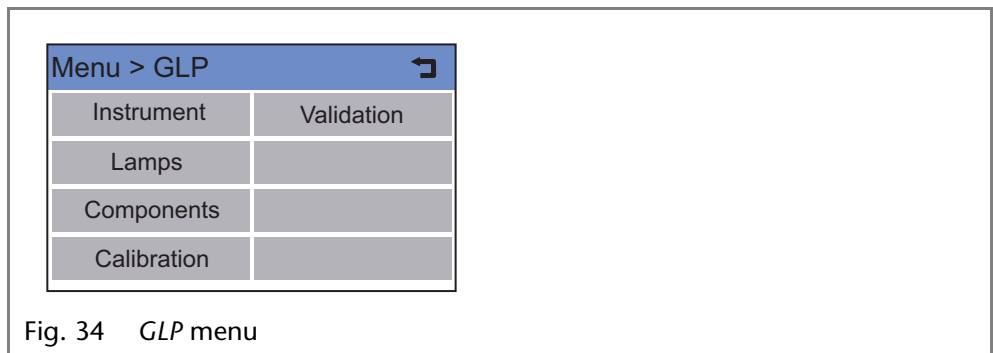 Menu > GLP
Instrument Validation
Lamps
Components
Calibration
Fig. 34 GLP menu